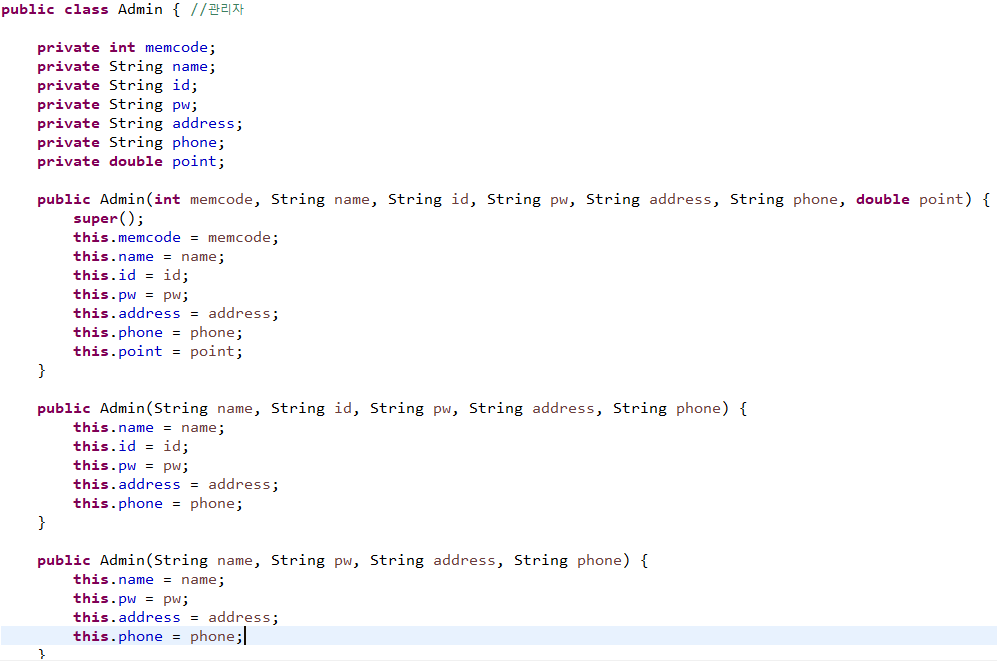 public class Admin { //관리자
private int memcode;
private String name;
private String id;
private String pw;
private String address;
private String phone;
private double point;
public Admin(int memcode, String name, String id, String pw, String address, String phone, double point) {
super();
this.memcode = memcode;
this.name = name;
this.id = id;
this.pw = pw;
this.address = address;
this.phone = phone;
this.point = point;
}
public Admin(String name, String id, String pw, String address, String phone) {
this.name = name;
this.id = id;
this.pw = pw;
this.address = address;
this.phone = phone;
}
public Admin(String name, String pw, String address, String phone) {
this.name = name;
this.pw = pw;
this.address = address;
this.phone = phone;
}